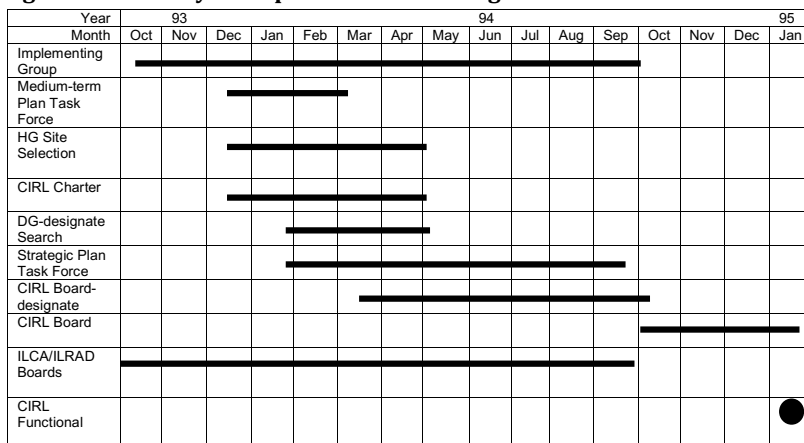 Year 93 94 95
Month Oct Nov Dec Jan Feb Mar Apr May Jun Jul Aug Sep Oct Nov Dec Jan
Implementing
Group
Medium-term
Plan Task
Force
HG Site
Selection
CIRL Charter
DG-designate
Search
Strategic Plan
Task Force
CIRL Board-
designate
CIRL Board
ILCA/ILRAD
Boards
CIRL
Functional